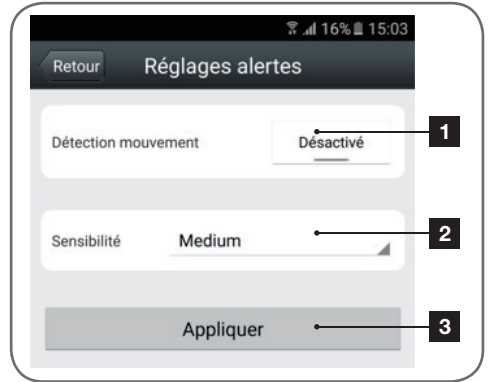 16% 15:03
Retour Réglages alertes
Détection mouvement Désactivé 1
Sensibilité Medium 2
Appliquer 3